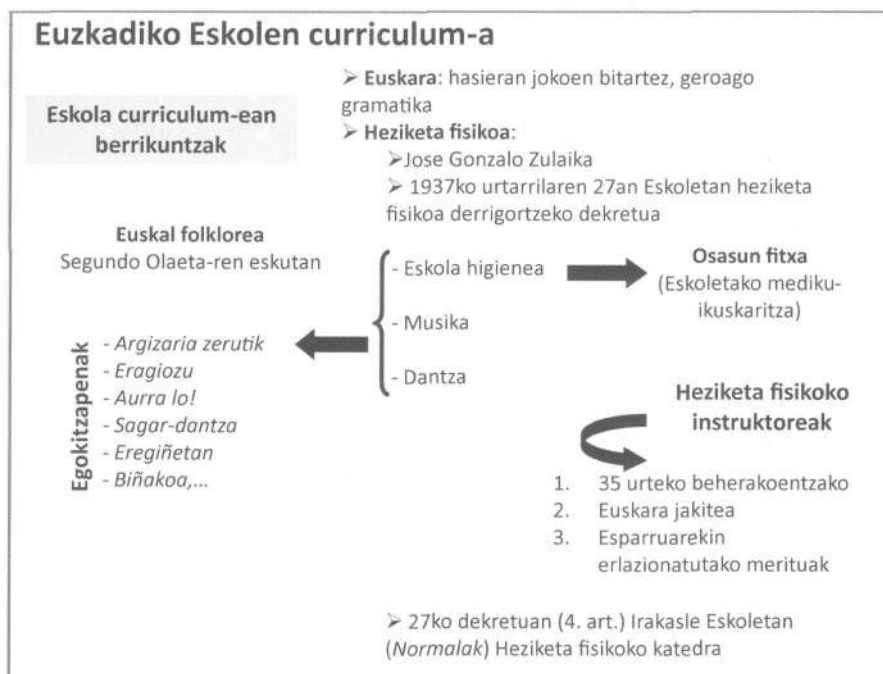 Euzkadiko Eskolen curriculum-a
Eskola curriculum-ean
berrikuntzak
➢ Euskara: hasieran jokoen bitartez, geroago
gramatika
➢ Heziketa fisikoa:
➢Jose Gonzalo Zulaika
➢ 1937ko urtarrilaren 27an Eskoletan heziketa
fisikoa derrigortzeko dekretua
Euskal folklorea
Segundo Olaeta-ren eskutan
- Eskola higienea
- Musika
- Dantza
Osasun fitxa
(Eskoletako mediku-
ikuskaritza)
Egokitzapenak
- Argizaria zerutik
- Eragiozu
- Aurra lo!
- Sagar-dantza
- Eregiñetan
- Biñakoa,...
Heziketa fisikoko
instruktoreak
1. 35 urteko beherakoentzako
2. Euskara jakitea
3. Esparruarekin
erlazionatutako merituak
➢ 27ko dekretuan (4. art.) Irakasle Eskoletan
(Normalak) Heziketa fisikoko katedra